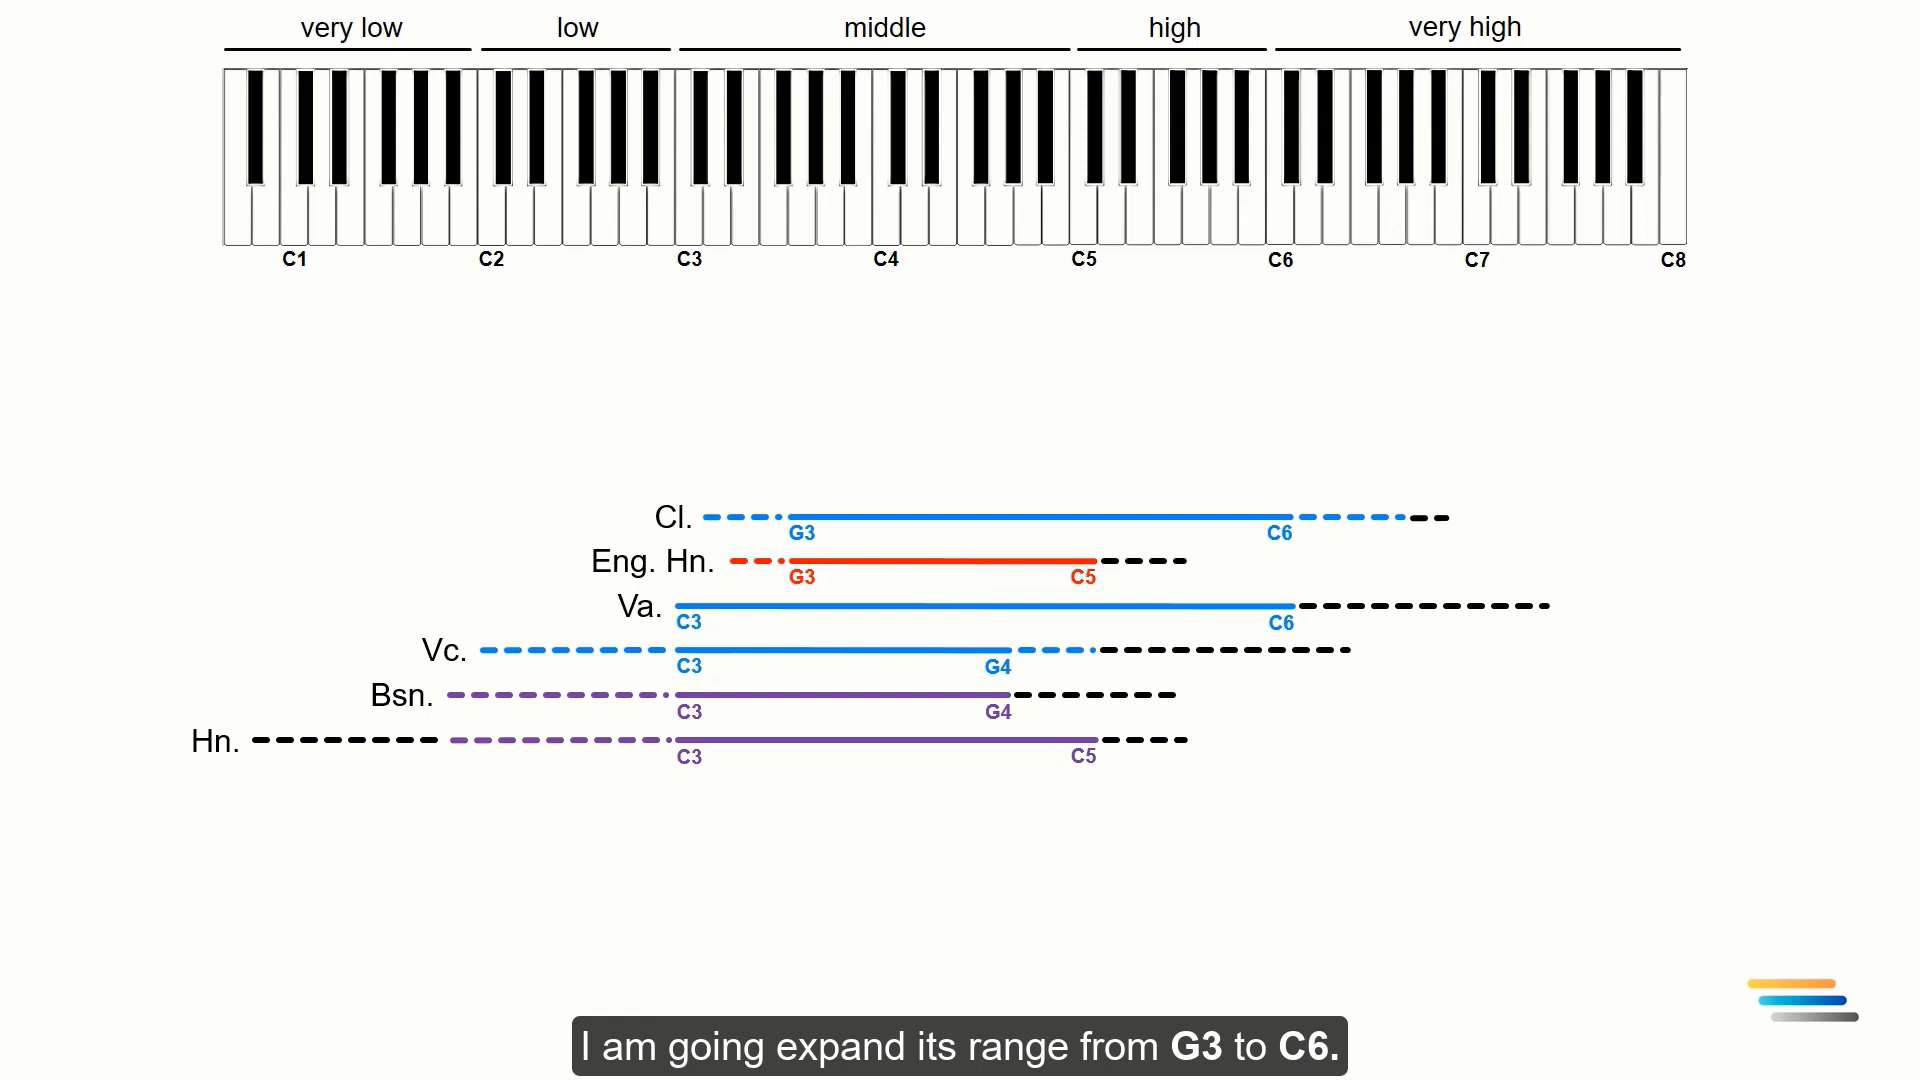 very low low middle high very high
C1 C2 C3 C4 C5 C6 C7 C8
Cl.
G3 C6
Eng. Hn.
G3 C5
Va.
C3 C6
Vc.
C3 G4
Bsn.
C3 G4
Hn.
C3 C5
I am going expand its range from G3 to C6.